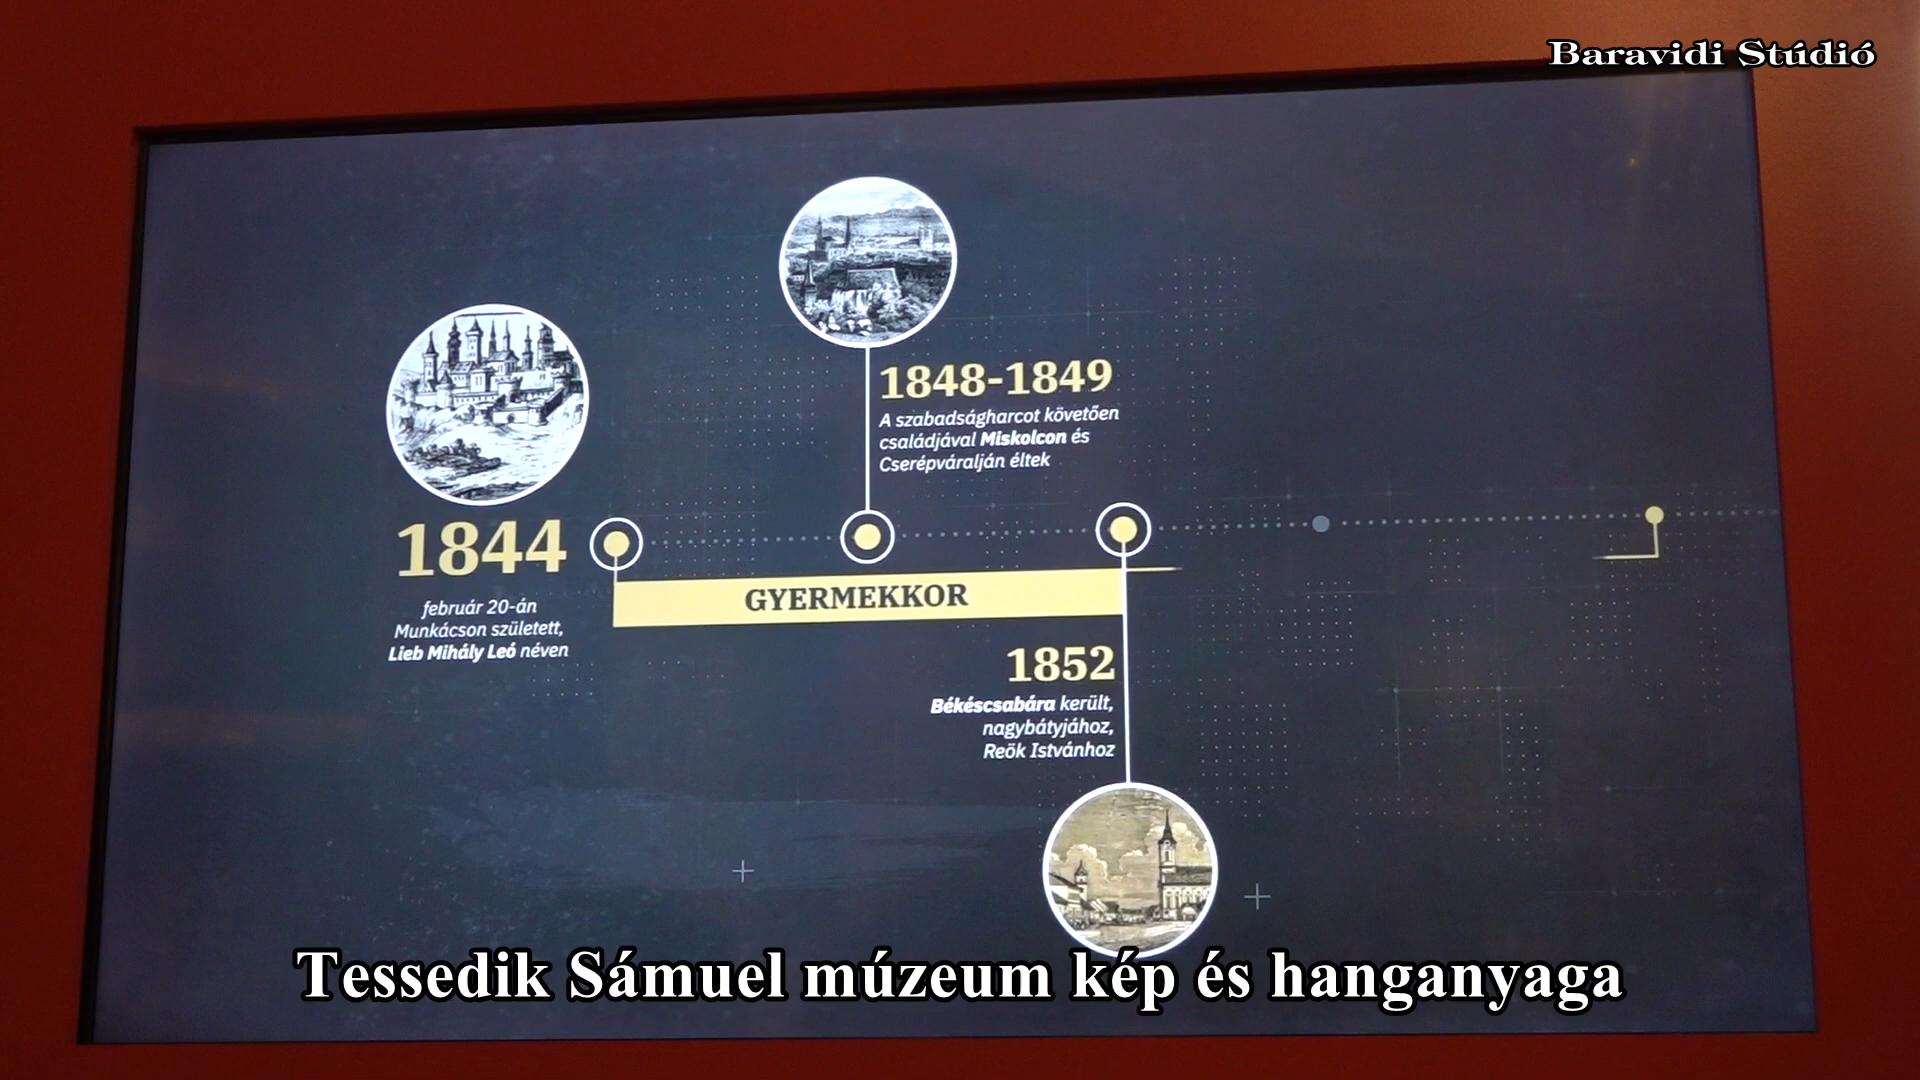 Baravidi Stúdió
1848-1849
A szabadságharcot követően
családjával Miskolcon és
Cserépváralján éltek
1844
február 20-án
Munkácson született,
Lieb Mihály Leó néven
GYERMEKKOR
1852
Békéscsabára került,
nagybátyjához,
Reök Istvánhoz
Tessedik Sámuel múzeum kép és hanganyaga